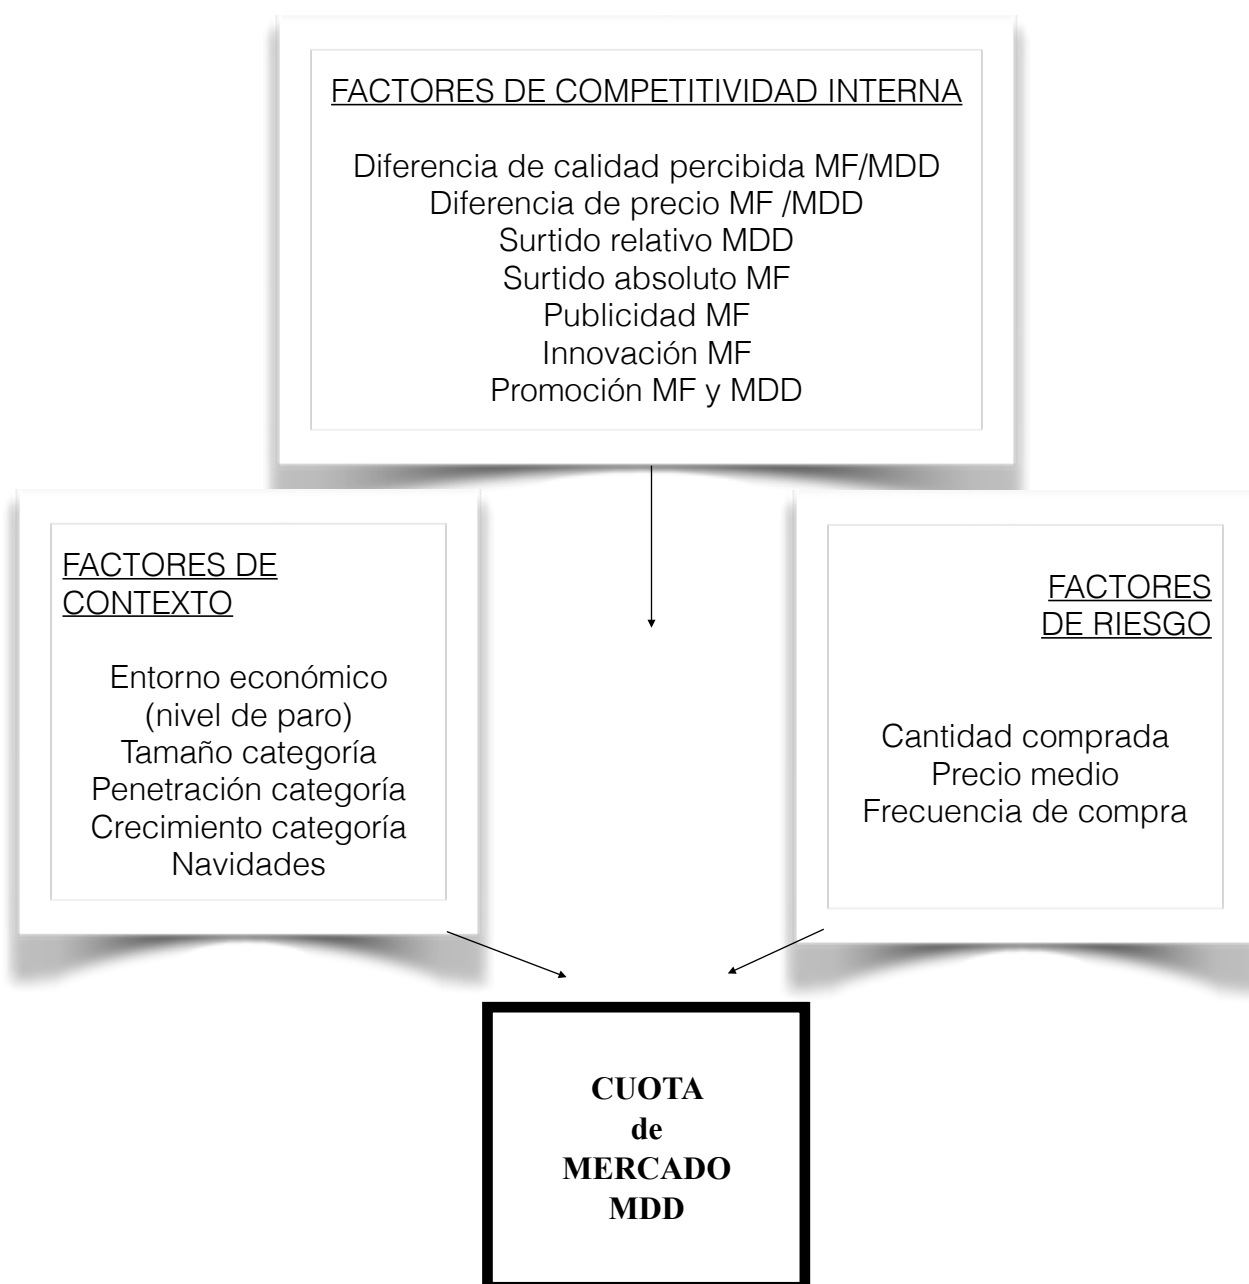 FACTORES DE COMPETITIVIDAD INTERNA
Diferencia de calidad percibida MF/MDD
Diferencia de precio MF /MDD
Surtido relativo MDD
Surtido absoluto MF
Publicidad MF
Innovación MF
Promoción MF y MDD
FACTORES DE
CONTEXTO
Entorno económico
(nivel de paro)
Tamaño categoría
Penetración categoría
Crecimiento categoría
Navidades
FACTORES
DE RIESGO
Cantidad comprada
Precio medio
Frecuencia de compra
CUOTA
de
MERCADO
MDD